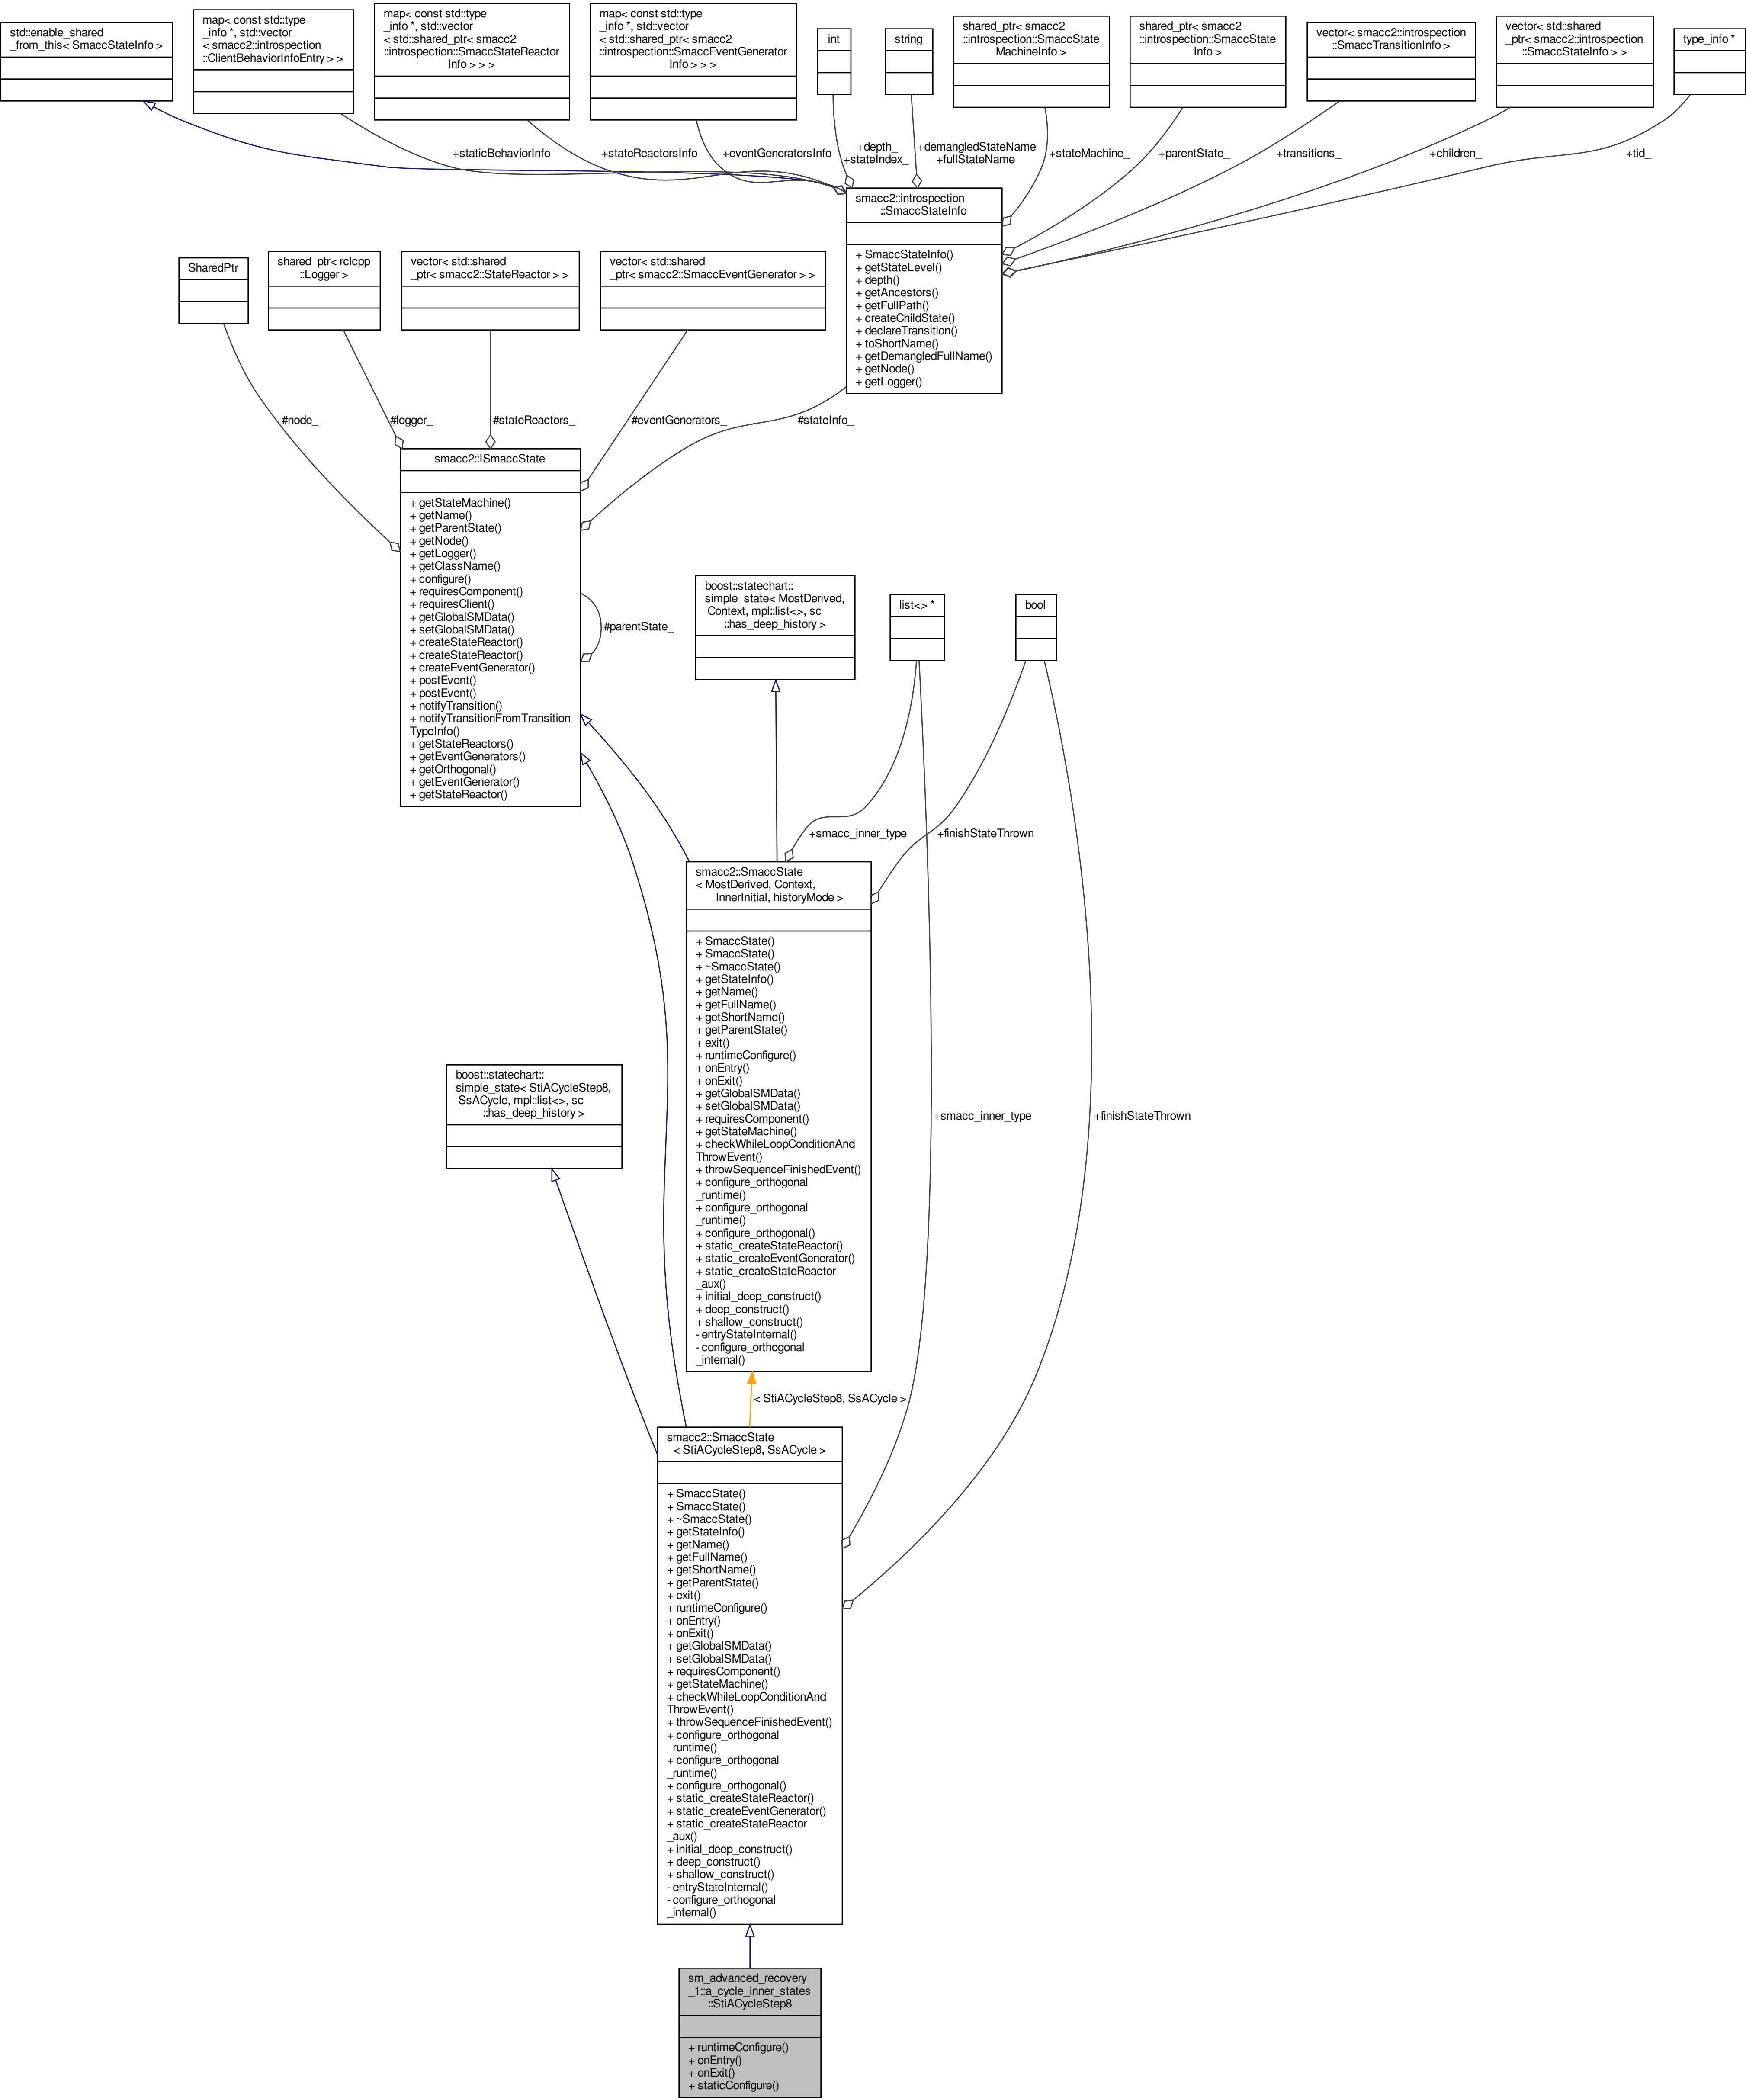 std::enable_shared
_from_this< SmaccStateInfo >
map< const std::type
_info *, std::vector
< smacc2::introspection
::ClientBehaviorInfoEntry > >
map< const std::type
_info *, std::vector
< std::shared_ptr< smacc2
::introspection::SmaccStateReactor
Info > > >
map< const std::type
_info *, std::vector
< std::shared_ptr< smacc2
::introspection::SmaccEventGenerator
Info > > >
int
string
shared_ptr< smacc2
::introspection::SmaccState
MachineInfo >
shared_ptr< smacc2
::introspection::SmaccState
Info >
vector< smacc2::introspection
::SmaccTransitionInfo >
vector< std::shared
_ptr< smacc2::introspection
::SmaccStateInfo > >
type_info *
+staticBehaviorInfo
+stateReactorsInfo
+eventGeneratorsInfo
+depth_
+stateIndex_
+demangledStateName
+fullStateName
+stateMachine_
+parentState_
+transitions_
+children_
+tid_
smacc2::introspection
::SmaccStateInfo
+ SmaccStateInfo()
+ getStateLevel()
+ depth()
+ getAncestors()
+ getFullPath()
+ createChildState()
+ declareTransition()
+ toShortName()
+ getDemangledFullName()
+ getNode()
+ getLogger()
SharedPtr
shared_ptr< rclcpp
::Logger >
vector< std::shared
_ptr< smacc2::StateReactor > >
vector< std::shared
_ptr< smacc2::SmaccEventGenerator > >
#node_
#logger_
#stateReactors_
#eventGenerators_
#stateInfo_
smacc2::ISmaccState
+ getStateMachine()
+ getName()
+ getParentState()
+ getNode()
+ getLogger()
+ getClassName()
+ configure()
+ requiresComponent()
+ requiresClient()
+ getGlobalSMData()
+ setGlobalSMData()
+ createStateReactor()
+ createStateReactor()
+ createEventGenerator()
+ postEvent()
+ postEvent()
+ notifyTransition()
+ notifyTransitionFromTransition
TypeInfo()
+ getStateReactors()
+ getEventGenerators()
+ getOrthogonal()
+ getEventGenerator()
+ getStateReactor()
#parentState_
boost::statechart::
simple_state< MostDerived,
Context, mpl::list<>, sc
::has_deep_history >
list<> *
bool
+smacc_inner_type
+finishStateThrown
smacc2::SmaccState
< MostDerived, Context,
InnerInitial, historyMode >
+ SmaccState()
+ SmaccState()
+ ~SmaccState()
+ getStateInfo()
+ getName()
+ getFullName()
+ getShortName()
+ getParentState()
+ exit()
+ runtimeConfigure()
+ onEntry()
+ onExit()
+ getGlobalSMData()
+ setGlobalSMData()
+ requiresComponent()
+ getStateMachine()
+ checkWhileLoopConditionAnd
ThrowEvent()
+ throwSequenceFinishedEvent()
+ configure_orthogonal
_runtime()
+ configure_orthogonal
_runtime()
+ configure_orthogonal()
+ static_createStateReactor()
+ static_createEventGenerator()
+ static_createStateReactor
_aux()
+ initial_deep_construct()
+ deep_construct()
+ shallow_construct()
- entryStateInternal()
- configure_orthogonal
_internal()
boost::statechart::
simple_state< StiACycleStep8,
SsACycle, mpl::list<>, sc
::has_deep_history >
+smacc_inner_type
+finishStateThrown
< StiACycleStep8, SsACycle >
smacc2::SmaccState
< StiACycleStep8, SsACycle >
+ SmaccState()
+ SmaccState()
+ ~SmaccState()
+ getStateInfo()
+ getName()
+ getFullName()
+ getShortName()
+ getParentState()
+ exit()
+ runtimeConfigure()
+ onEntry()
+ onExit()
+ getGlobalSMData()
+ setGlobalSMData()
+ requiresComponent()
+ getStateMachine()
+ checkWhileLoopConditionAnd
ThrowEvent()
+ throwSequenceFinishedEvent()
+ configure_orthogonal
_runtime()
+ configure_orthogonal
_runtime()
+ configure_orthogonal()
+ static_createStateReactor()
+ static_createEventGenerator()
+ static_createStateReactor
_aux()
+ initial_deep_construct()
+ deep_construct()
+ shallow_construct()
- entryStateInternal()
- configure_orthogonal
_internal()
sm_advanced_recovery
_1::a_cycle_inner_states
::StiACycleStep8
+ runtimeConfigure()
+ onEntry()
+ onExit()
+ staticConfigure()